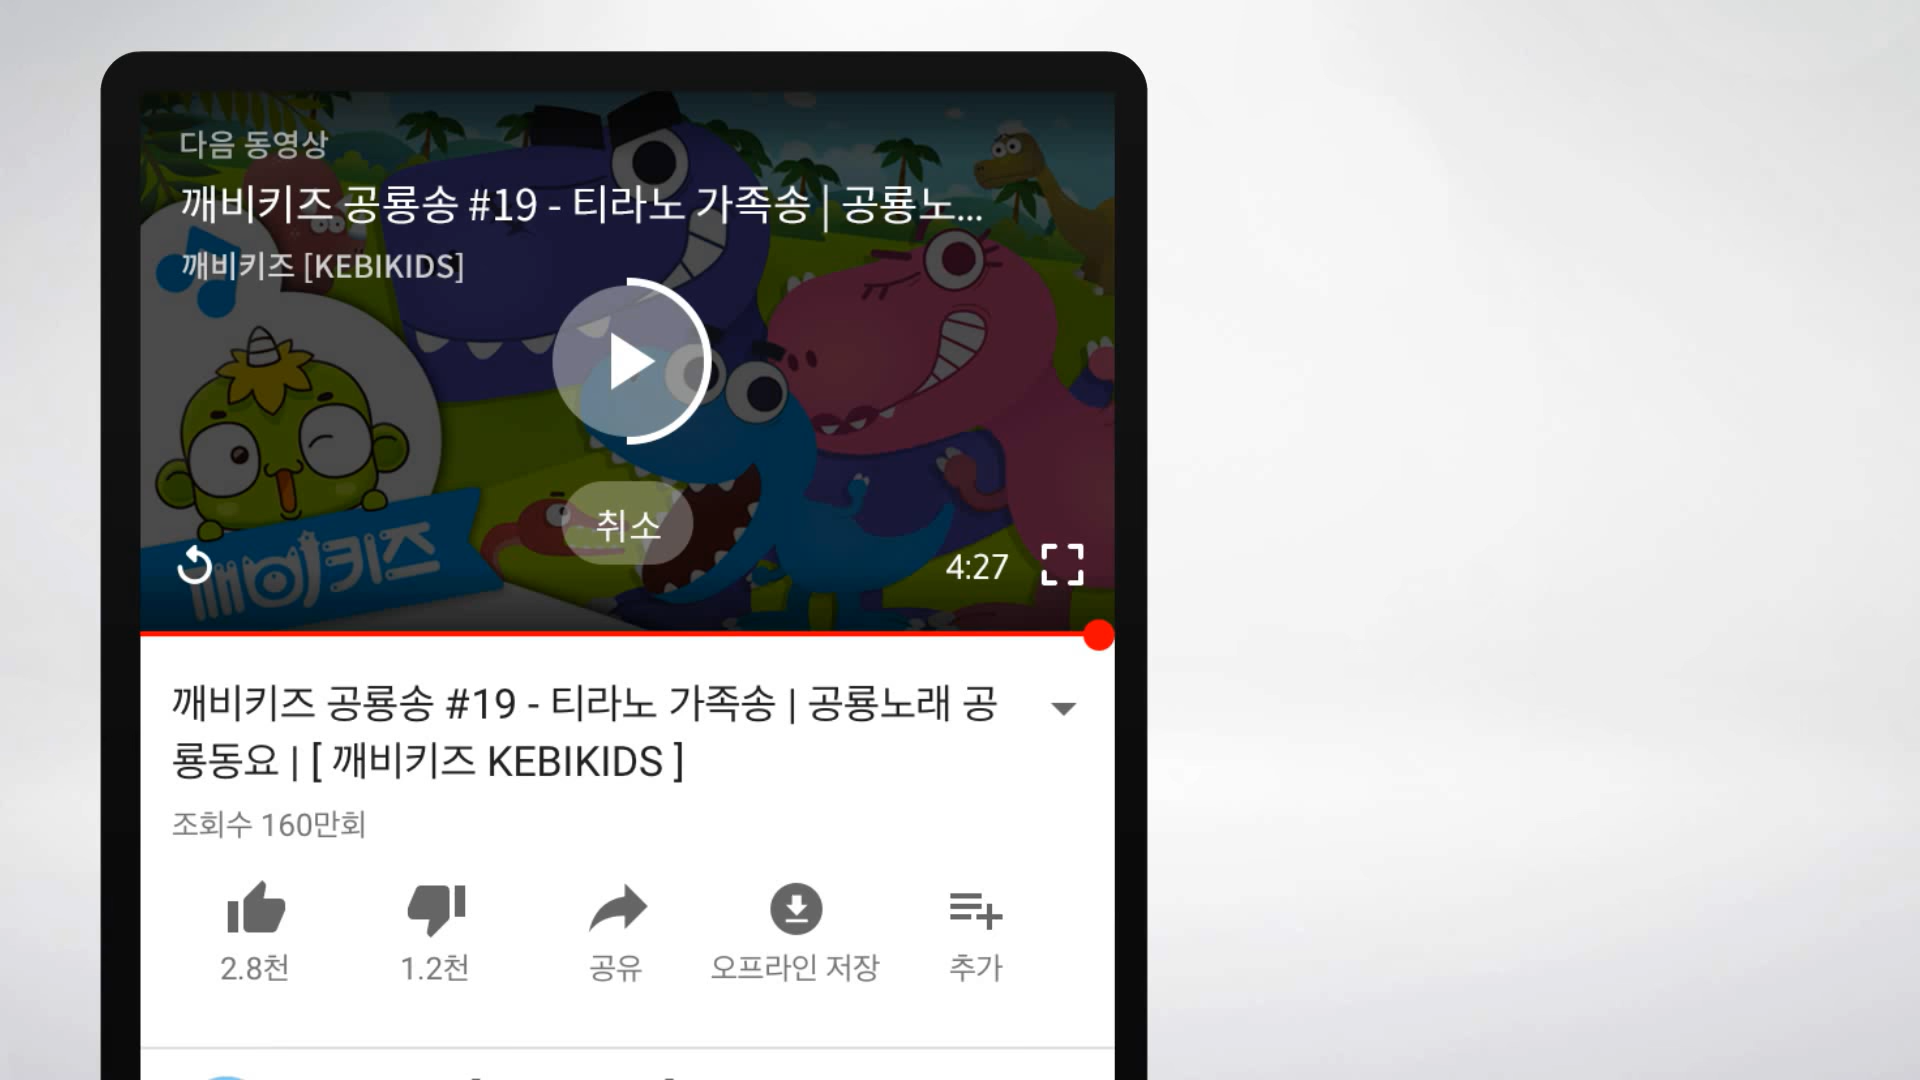 다음 동영상
깨비키즈 공룡송 #19 - 티라노 가족송 | 공룡노...
깨비키즈 [KEBIKIDS]
취소
깨비키즈
4:27
깨비키즈 공룡송 #19 - 티라노 가족송 | 공룡노래 공
룡동요 | [ 깨비키즈 KEBIKIDS ]
조회수 160만회
2.8천
1.2천
공유
오프라인 저장
추가